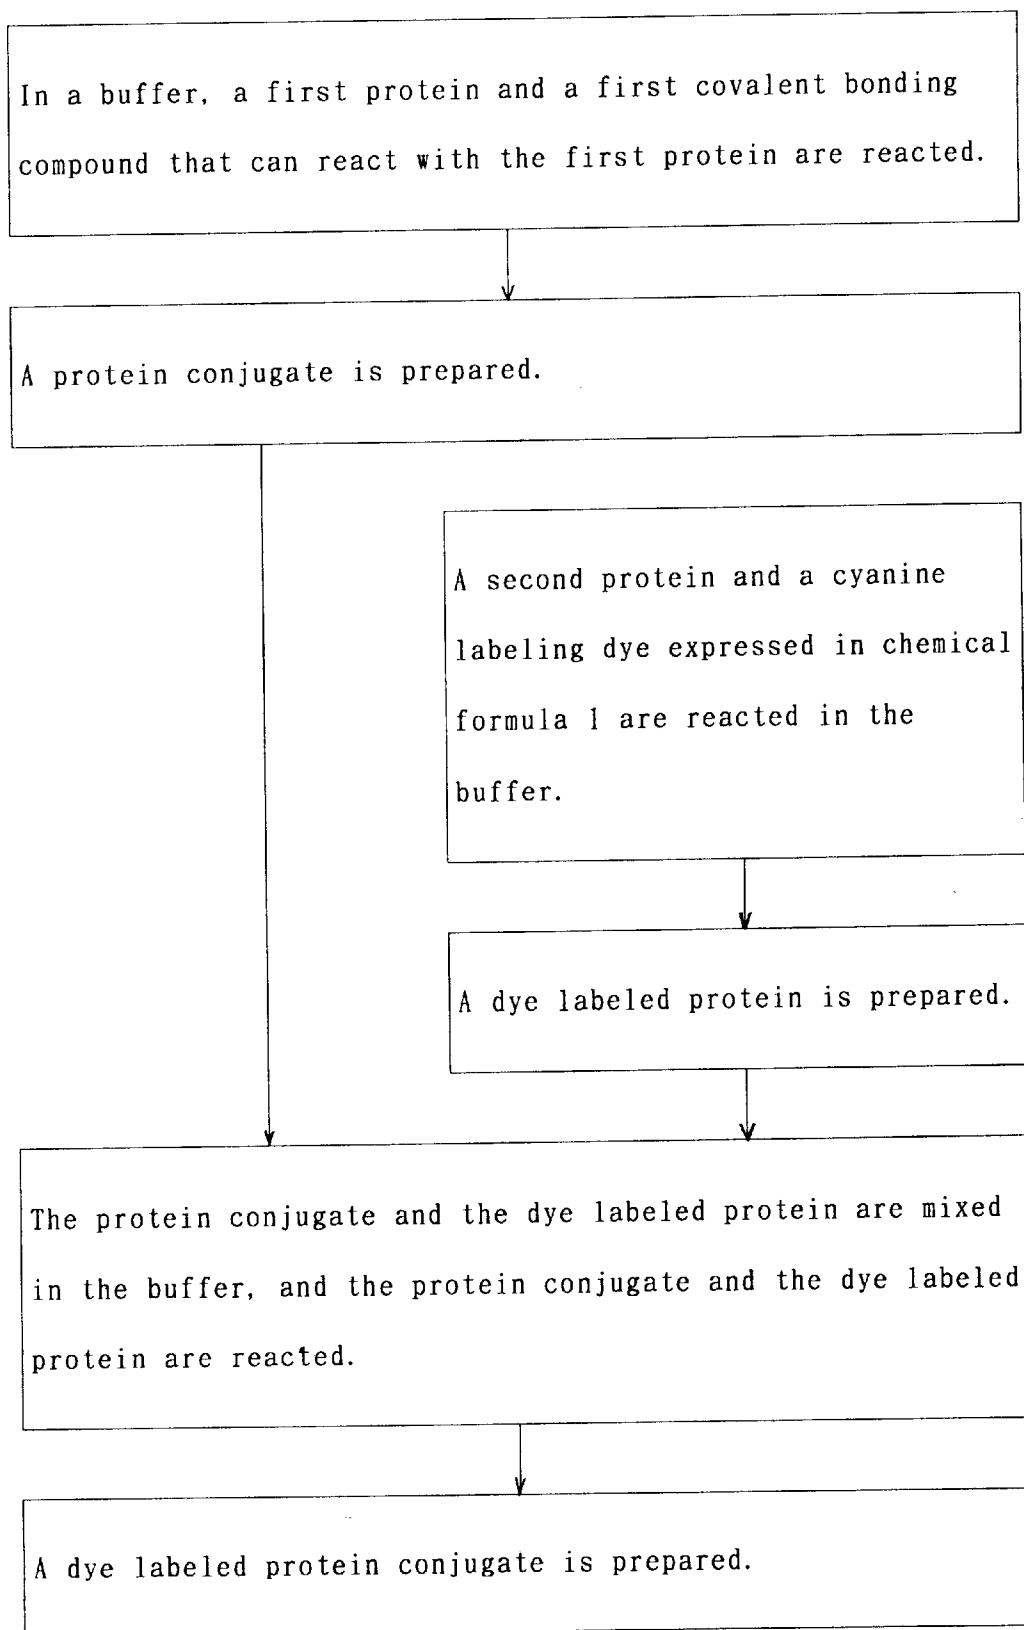 In a buffer, a first protein and a first covalent bonding
compound that can react with the first protein are reacted.
A protein conjugate is prepared.
A second protein and a cyanine
labeling dye expressed in chemical
formula 1 are reacted in the
buffer.
A dye labeled protein is prepared.
The protein conjugate and the dye labeled protein are mixed
in the buffer, and the protein conjugate and the dye labeled
protein are reacted.
A dye labeled protein conjugate is prepared.